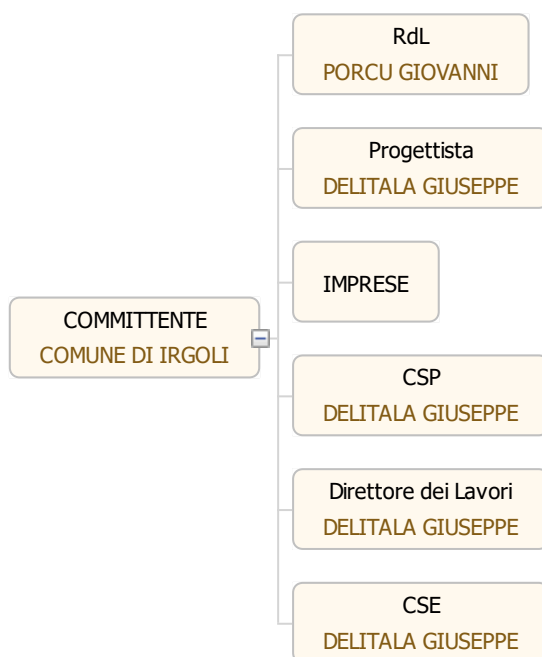 RdL
PORCU GIOVANNI
Progettista
DELITALA GIUSEPPE
IMPRESE
COMMITTENTE
COMUNE DI IRGOLI
CSP
DELITALA GIUSEPPE
Direttore dei Lavori
DELITALA GIUSEPPE
CSE
DELITALA GIUSEPPE